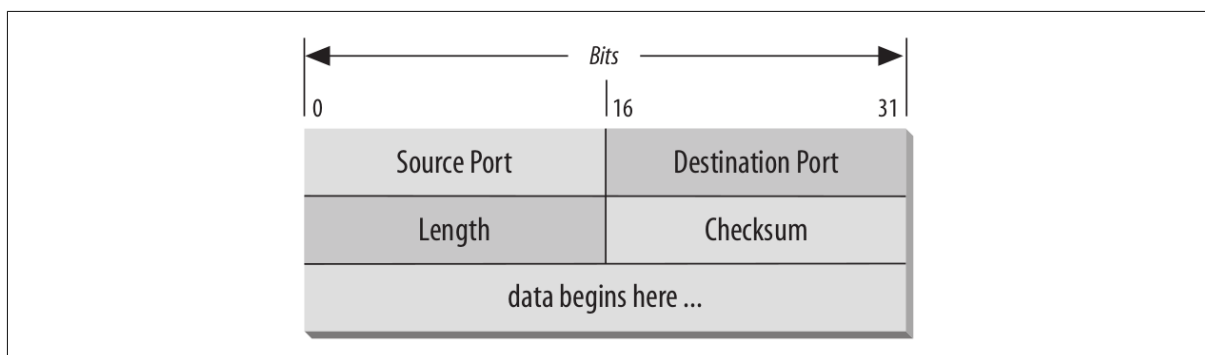 Bits
0 16 31
Source Port Destination Port
Length Checksum
data begins here ...